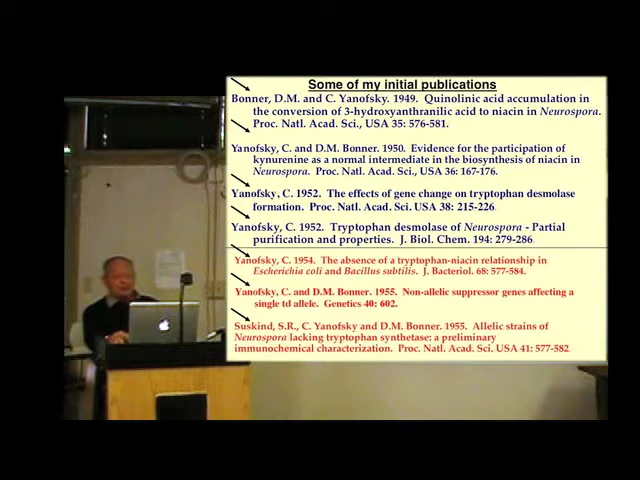 Some of my initial publications
Bonner, D.M. and C. Yanofsky. 1949. Quinolinic acid accumulation in
the conversion of 3-hydroxyanthranilic acid to niacin in Neurospora.
Proc. Natl. Acad. Sci., USA 35: 576-581.
Yanofsky, C. and D.M. Bonner. 1950. Evidence for the participation of
kynurenine as a normal intermediate in the biosynthesis of niacin in
Neurospora. Proc. Natl. Acad. Sci., USA 36: 167-176.
Yanofsky, C. 1952. The effects of gene change on tryptophan desmolase
formation. Proc. Natl. Acad. Sci. USA 38: 215-226.
Yanofsky, C. 1952. Tryptophan desmolase of Neurospora - Partial
purification and properties. J. Biol. Chem. 194: 279-286.
Yanofsky, C. 1954. The absence of a tryptophan-niacin relationship in
Escherichia coli and Bacillus subtilis. J. Bacteriol. 68: 577-584.
Yanofsky, C. and D.M. Bonner. 1955. Non-allelic suppressor genes affecting a
single td allele. Genetics 40: 602.
Suskind, S.R., C. Yanofsky and D.M. Bonner. 1955. Allelic strains of
Neurospora lacking tryptophan synthetase: a preliminary
immunochemical characterization. Proc. Natl. Acad. Sci. USA 41: 577-582.